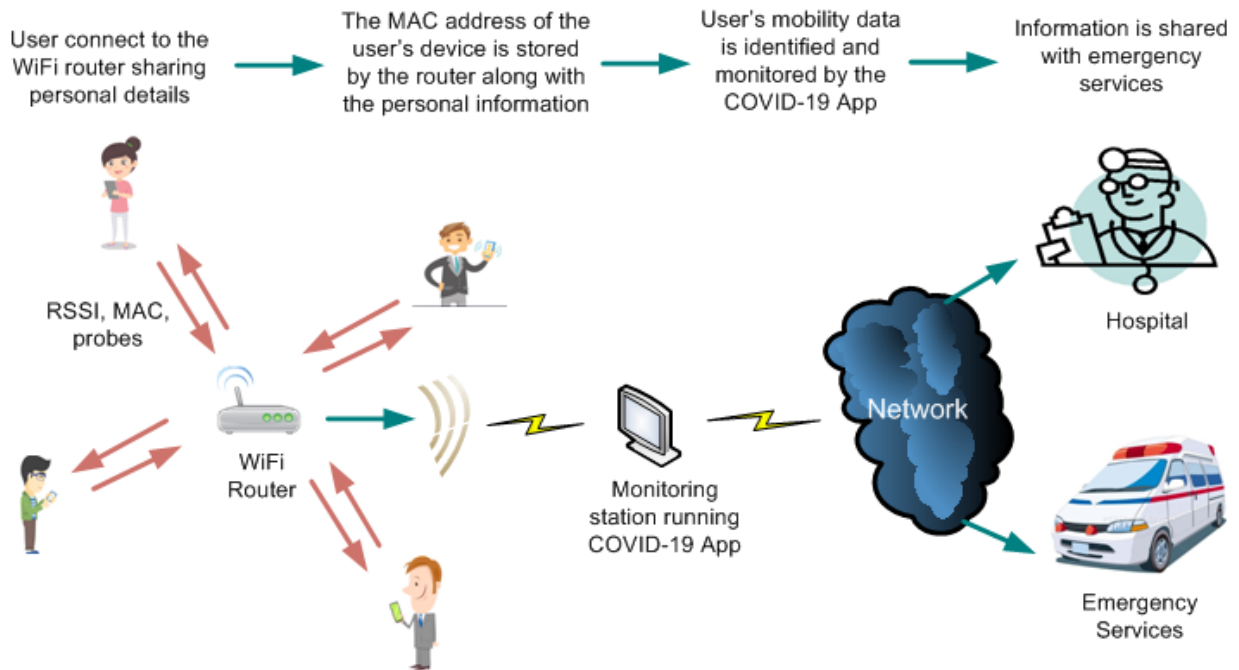 User connect to the
WiFi router sharing
personal details
The MAC address of the
user's device is stored
by the router along with
the personal information
User's mobility data
is identified and
monitored by the
COVID-19 App
Information is shared
with emergency
services
RSSI, MAC,
probes
WiFi
Router
Monitoring
station running
COVID-19 App
Network
Hospital
Emergency
Services